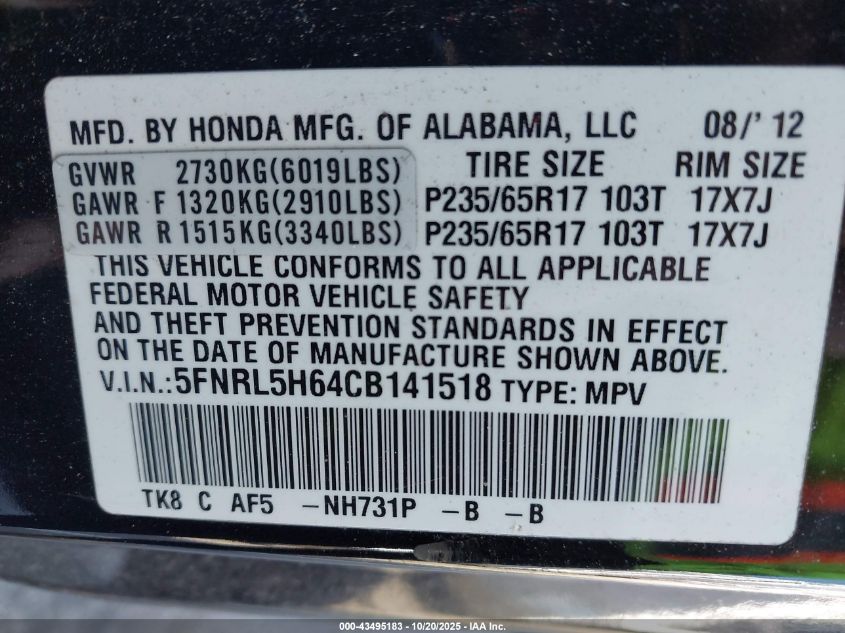 MFD. BY HONDA MFG. OF ALABAMA, LLC 08/' 12
GVWR 2730KG(6019LBS) TIRE SIZE RIM SIZE
GAWR F 1320KG(2910LBS) P235/65R17 103T 17X7J
GAWR R 1515KG(3340LBS) P235/65R17 103T 17X7J
THIS VEHICLE CONFORMS TO ALL APPLICABLE
FEDERAL MOTOR VEHICLE SAFETY
AND THEFT PREVENTION STANDARDS IN EFFECT
ON THE DATE OF MANUFACTURE SHOWN ABOVE.
V.I.N.:5FNRL5H64CB141518 TYPE: MPV
TK8 C AF5 -NH731P -B -B
000-43495183 - 10/20/2025 - IAA Inc.